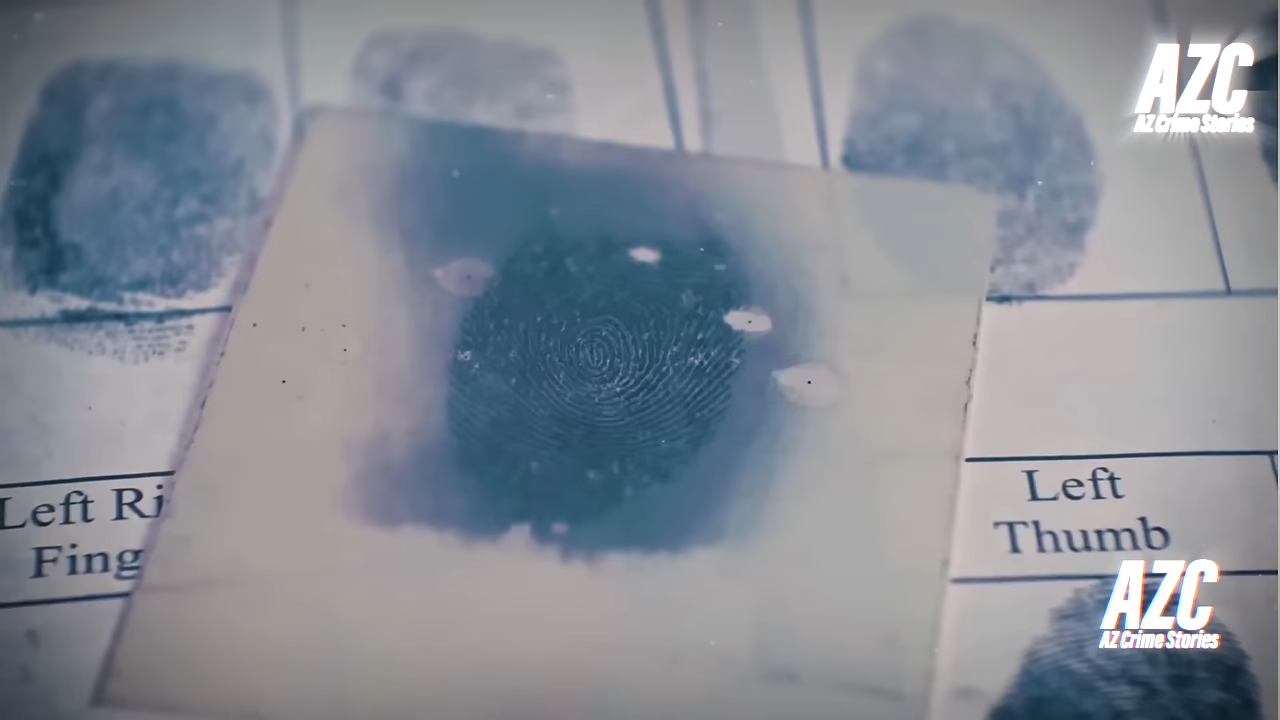 AZC
AZ Crime Stories
Left Ri
Fing
Left
Thumb
AZC
AZ Crime Stories